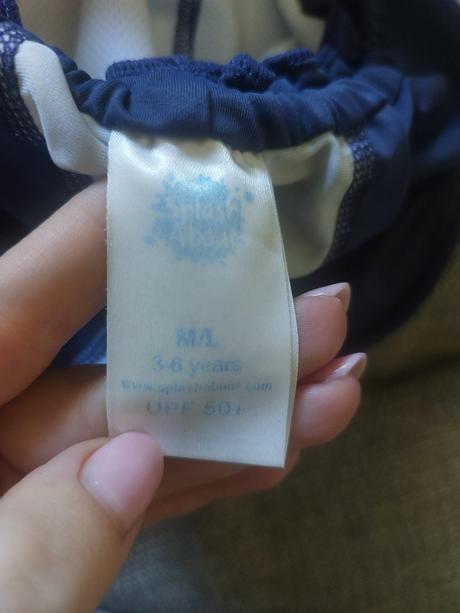 Splash
About
M/L
3-6 years
www.splashabout.com
UPF 50+